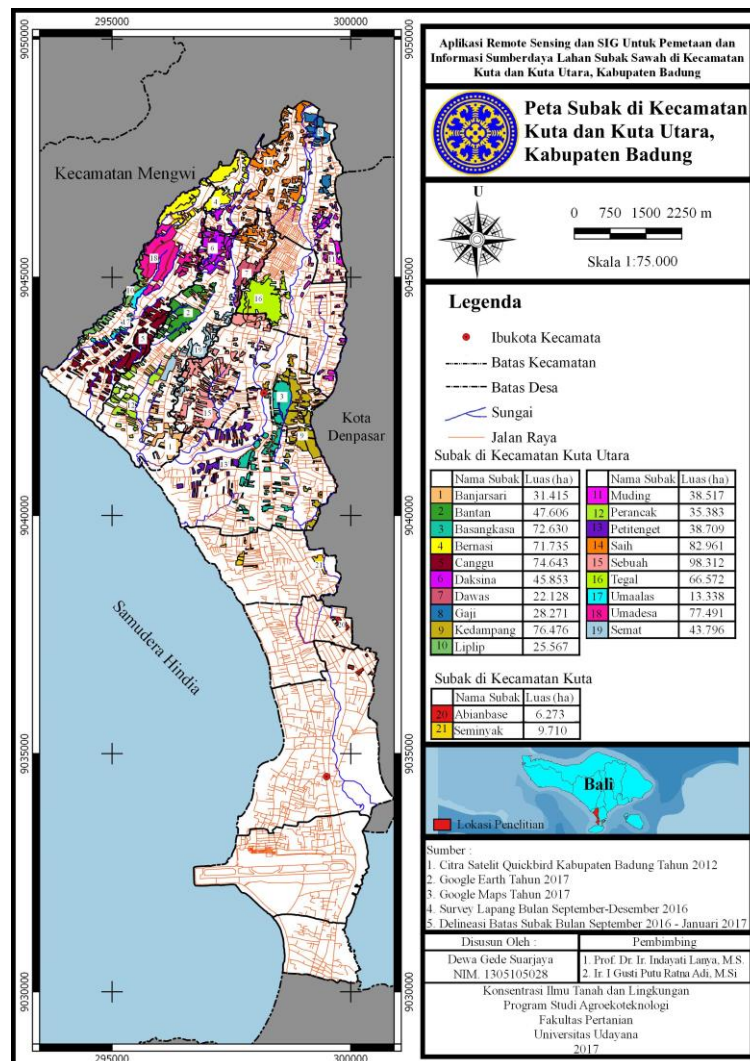 Aplikasi Remote Sensing dan SIG Untuk Pemetaan dan
Informasi Sumberdaya Lahan Subak Sawah di Kecamatan
Kuta dan Kuta Utara, Kabupaten Badung
Peta Subak di Kecamatan
Kuta dan Kuta Utara,
Kabupaten Badung
U
0 750 1500 2250 m
Skala 1:75.000
Legenda
Ibukota Kecamata
Batas Kecamatan
Batas Desa
Sungai
Jalan Raya
Subak di Kecamatan Kuta Utara
Nama Subak Luas (ha)
1 Banjarsari 31.415
2 Bantan 47.606
3 Basangkasa 72.630
4 Bernasi 71.735
5 Canggu 74.643
6 Daksina 45.853
7 Dawas 22.128
8 Gaji 28.271
9 Kedampang 76.476
10 Liplip 25.567
Nama Subak Luas (ha)
11 Muding 38.517
12 Perancak 35.383
13 Petitenget 38.709
14 Saih 82.961
15 Sebuah 98.312
16 Tegal 66.572
17 Umaalas 13.338
18 Umadesa 77.491
19 Semat 43.796
Subak di Kecamatan Kuta
Nama Subak Luas (ha)
20 Abianbase 6.273
21 Seminyak 9.710
Bali
Lokasi Penelitian
Sumber :
1. Citra Satelit Quickbird Kabupaten Badung Tahun 2012
2. Google Earth Tahun 2017
3. Google Maps Tahun 2017
4. Survey Lapang Bulan September-Desember 2016
5. Delineasi Batas Subak Bulan September 2016 - Januari 2017
Disusun Oleh :
Dewa Gede Suarjaya
NIM. 1305105028
Pembimbing
1. Prof. Dr. Ir. Indayati Lanya, M.S.
2. Ir. I Gusti Putu Ratna Adi, M.Si
Konsentrasi Ilmu Tanah dan Lingkungan
Program Studi Agroekoteknologi
Fakultas Pertanian
Universitas Udayana
2017
295000 300000
9050000 9050000
Kecamatan Mengwi
9045000 9045000
Kota
Denpasar
9040000 9040000
Samudera Hindia
9035000 9035000
9030000 9030000
295000 300000